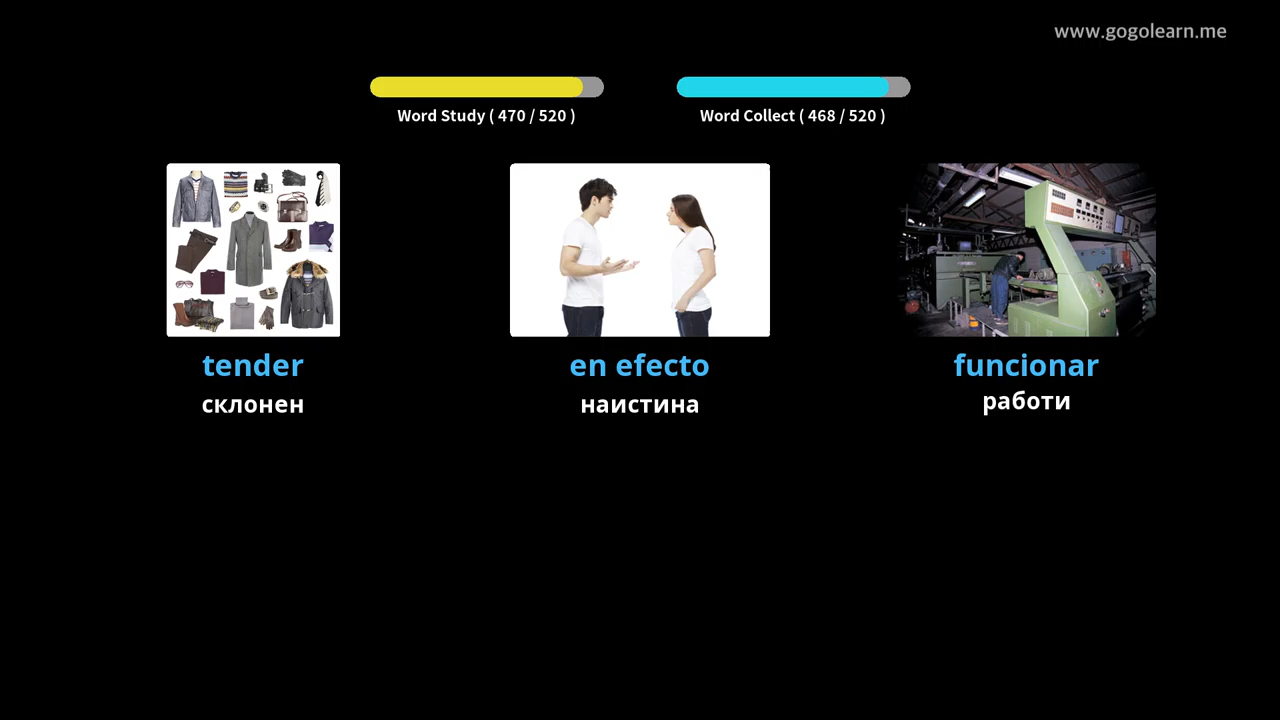 www.gogolearn.me
Word Study ( 470 / 520 )
Word Collect ( 468 / 520 )
tender
склонен
en efecto
наистина
funcionar
работи